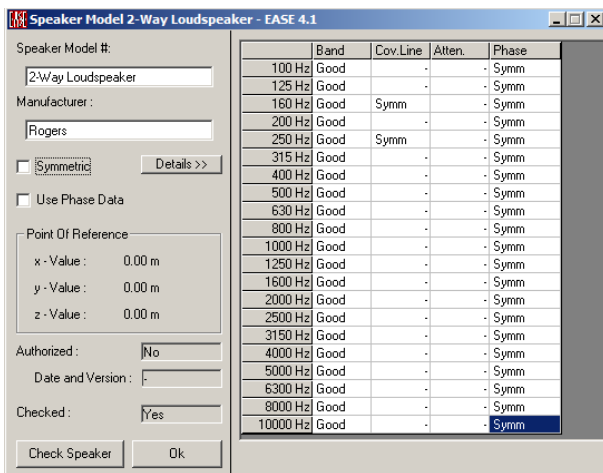 EASE Speaker Model 2-Way Loudspeaker - EASE 4.1
Speaker Model #:
2-Way Loudspeaker
Manufacturer :
Rogers
Symmetric
Details >>
Use Phase Data
Point Of Reference
x - Value : 0.00 m
y - Value : 0.00 m
z - Value : 0.00 m
Authorized : No
Date and Version : -
Checked : Yes
Check Speaker Ok
Band Cov.Line Atten. Phase
100 Hz Good - - Symm
125 Hz Good - - Symm
160 Hz Good Symm - Symm
200 Hz Good - - Symm
250 Hz Good Symm - Symm
315 Hz Good - - Symm
400 Hz Good - - Symm
500 Hz Good - - Symm
630 Hz Good - - Symm
800 Hz Good - - Symm
1000 Hz Good - - Symm
1250 Hz Good - - Symm
1600 Hz Good - - Symm
2000 Hz Good - - Symm
2500 Hz Good - - Symm
3150 Hz Good - - Symm
4000 Hz Good - - Symm
5000 Hz Good - - Symm
6300 Hz Good - - Symm
8000 Hz Good - - Symm
10000 Hz Good - - Symm